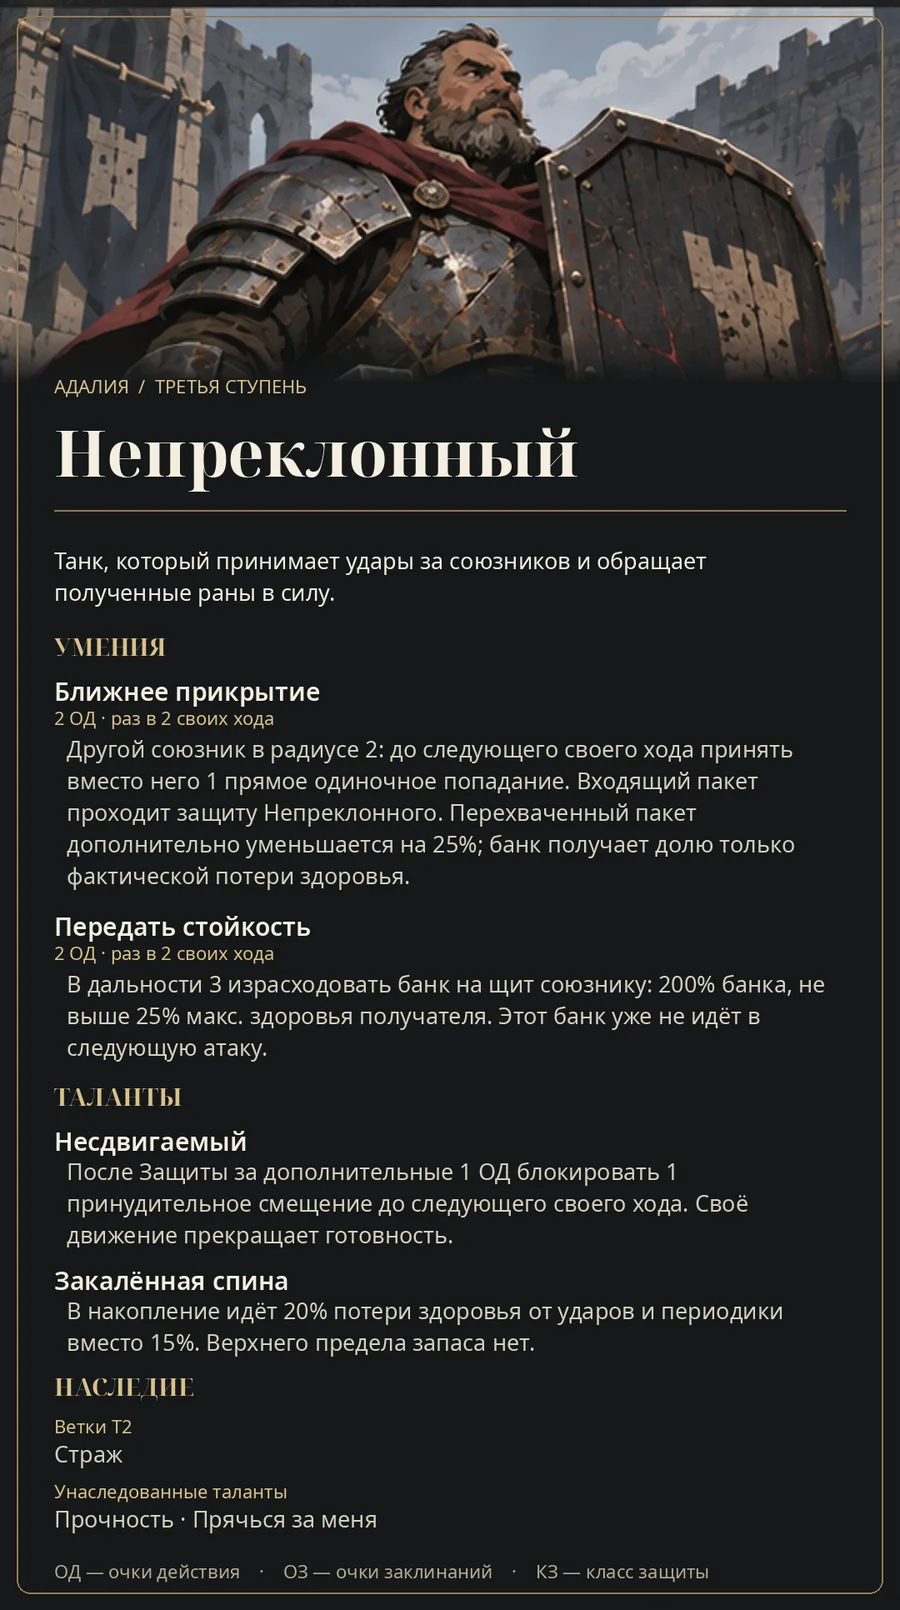 АДАЛИЯ / ТРЕТЬЯ СТУПЕНЬ
Непреклонный
Танк, который принимает удары за союзников и обращает
полученные раны в силу.
УМЕНИЯ
Ближнее прикрытие
2 ОД · раз в 2 своих хода
Другой союзник в радиусе 2: до следующего своего хода принять
вместо него 1 прямое одиночное попадание. Входящий пакет
проходит защиту Непреклонного. Перехваченный пакет
дополнительно уменьшается на 25%; банк получает долю только
фактической потери здоровья.
Передать стойкость
2 ОД · раз в 2 своих хода
В дальности 3 израсходовать банк на щит союзнику: 200% банка, не
выше 25% макс. здоровья получателя. Этот банк уже не идёт в
следующую атаку.
ТАЛАНТЫ
Несдвигаемый
После Защиты за дополнительные 1 ОД блокировать 1
принудительное смещение до следующего своего хода. Своё
движение прекращает готовность.
Закалённая спина
В накопление идёт 20% потери здоровья от ударов и периодики
вместо 15%. Верхнего предела запаса нет.
НАСЛЕДИЕ
Ветки Т2
Страж
Унаследованные таланты
Прочность · Прячься за меня
ОД — очки действия · ОЗ — очки заклинаний · КЗ — класс защиты